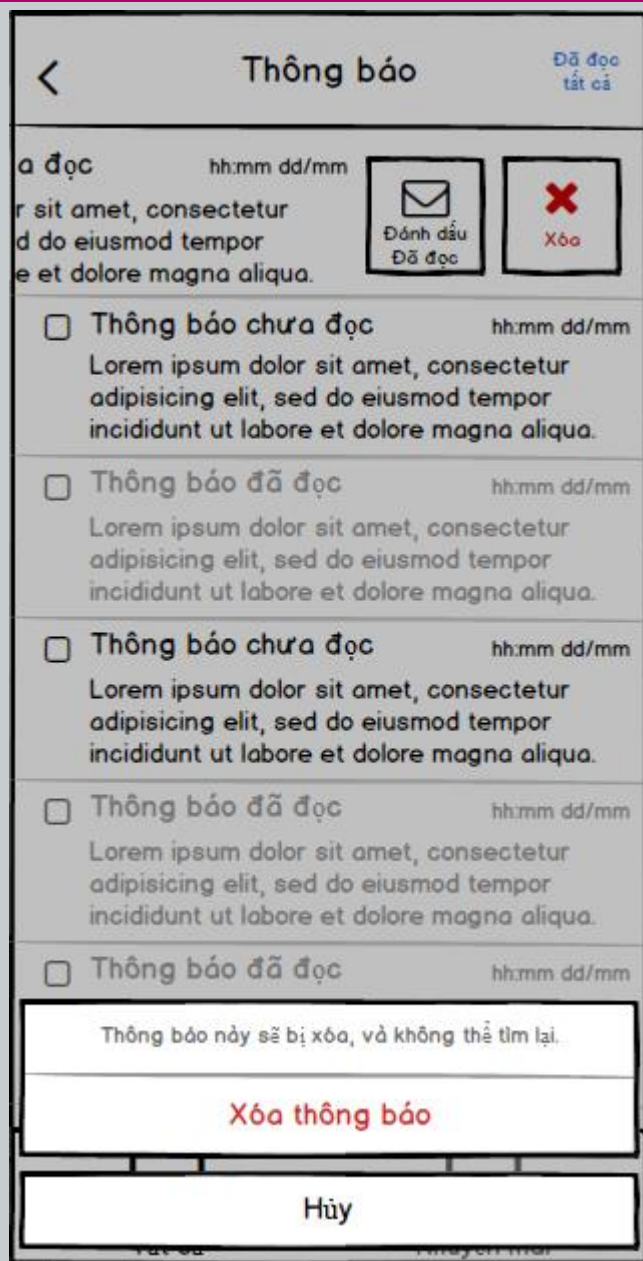 Thông báo
Đã đọc
tất cả
a đọc
hh:mm dd/mm
r sit amet, consectetur
d do eiusmod tempor
e et dolore magna aliqua.
Đánh dấu
Đã đọc
Xóa
Thông báo chưa đọc
hh:mm dd/mm
Lorem ipsum dolor sit amet, consectetur
adipisicing elit, sed do eiusmod tempor
incididunt ut labore et dolore magna aliqua.
Thông báo đã đọc
hh:mm dd/mm
Lorem ipsum dolor sit amet, consectetur
adipisicing elit, sed do eiusmod tempor
incididunt ut labore et dolore magna aliqua.
Thông báo chưa đọc
hh:mm dd/mm
Lorem ipsum dolor sit amet, consectetur
adipisicing elit, sed do eiusmod tempor
incididunt ut labore et dolore magna aliqua.
Thông báo đã đọc
hh:mm dd/mm
Lorem ipsum dolor sit amet, consectetur
adipisicing elit, sed do eiusmod tempor
incididunt ut labore et dolore magna aliqua.
Thông báo đã đọc
hh:mm dd/mm
Thông báo này sẽ bị xóa, và không thể tìm lại.
Xóa thông báo
Hủy